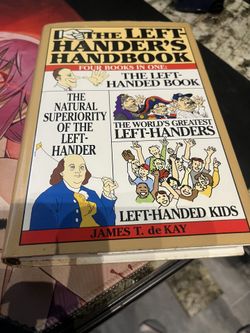 THE LEFT
HANDER'S
HANDBOOK
FOUR BOOKS IN ONE:
THE LEFT-
HANDED BOOK
THE NATURAL
SUPERIORITY
OF THE
LEFT-
HANDER
THE WORLD'S GREATEST
LEFT-HANDERS
LEFT-HANDED KIDS
JAMES T. de KAY